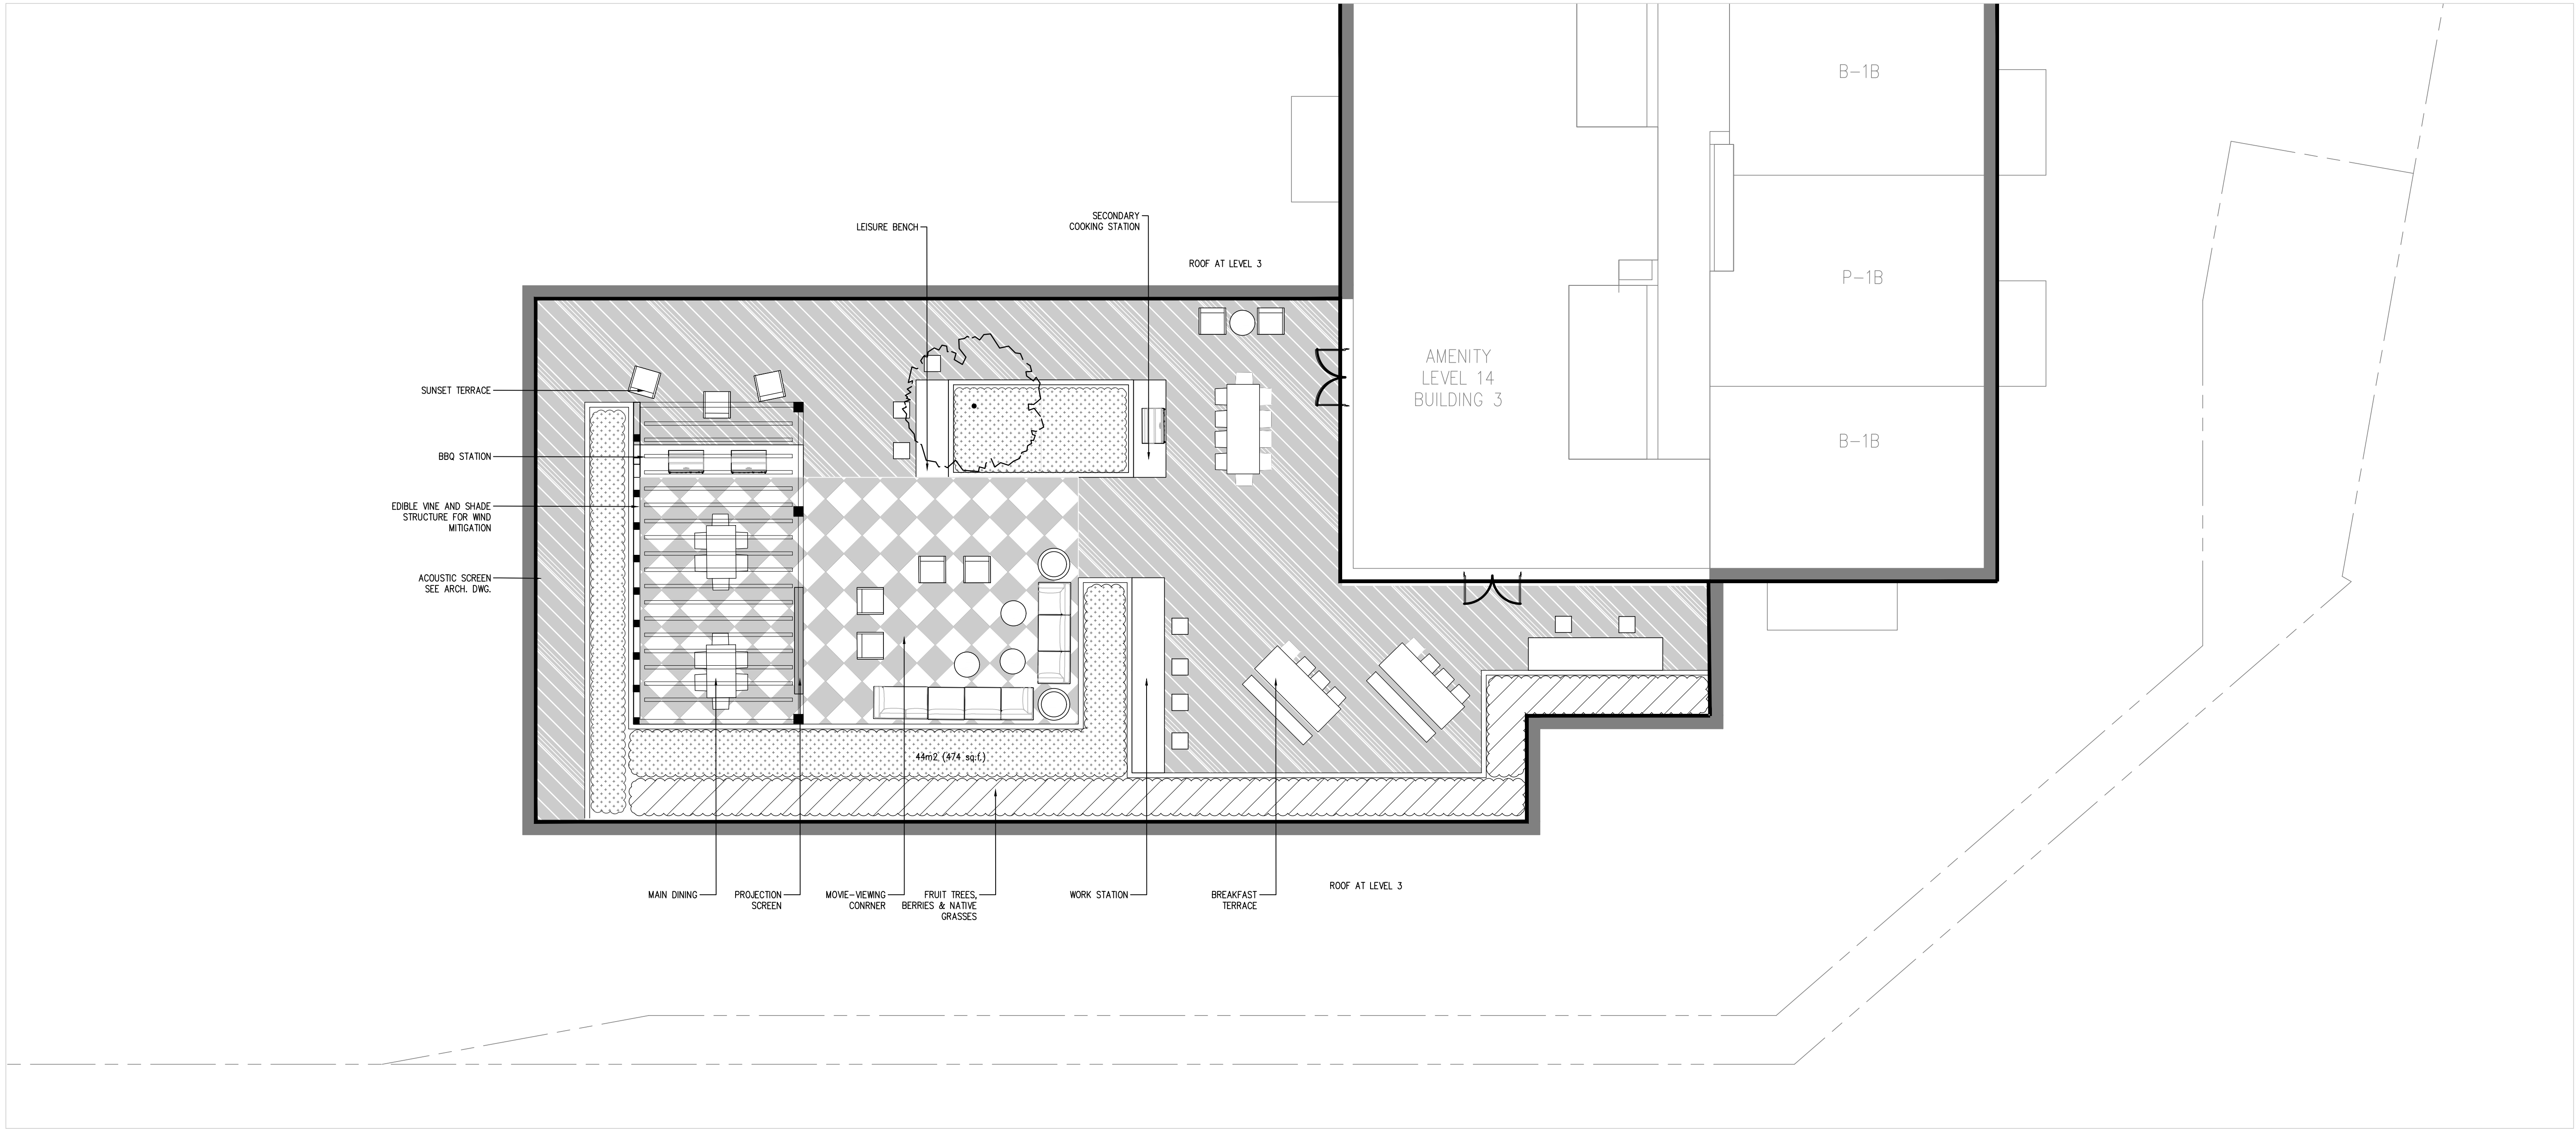 B-1B
P-1B
B-1B
AMENITY
LEVEL 14
BUILDING 3
LEISURE BENCH
SECONDARY
COOKING STATION
ROOF AT LEVEL 3
SUNSET TERRACE
BBQ STATION
EDIBLE VINE AND SHADE
STRUCTURE FOR WIND
MITIGATION
ACOUSTIC SCREEN
SEE ARCH. DWG.
44m2 (474 sq.f.)
MAIN DINING
PROJECTION
SCREEN
MOVIE-VIEWING
CONRNER
FRUIT TREES,
BERRIES & NATIVE
GRASSES
WORK STATION
BREAKFAST
TERRACE
ROOF AT LEVEL 3